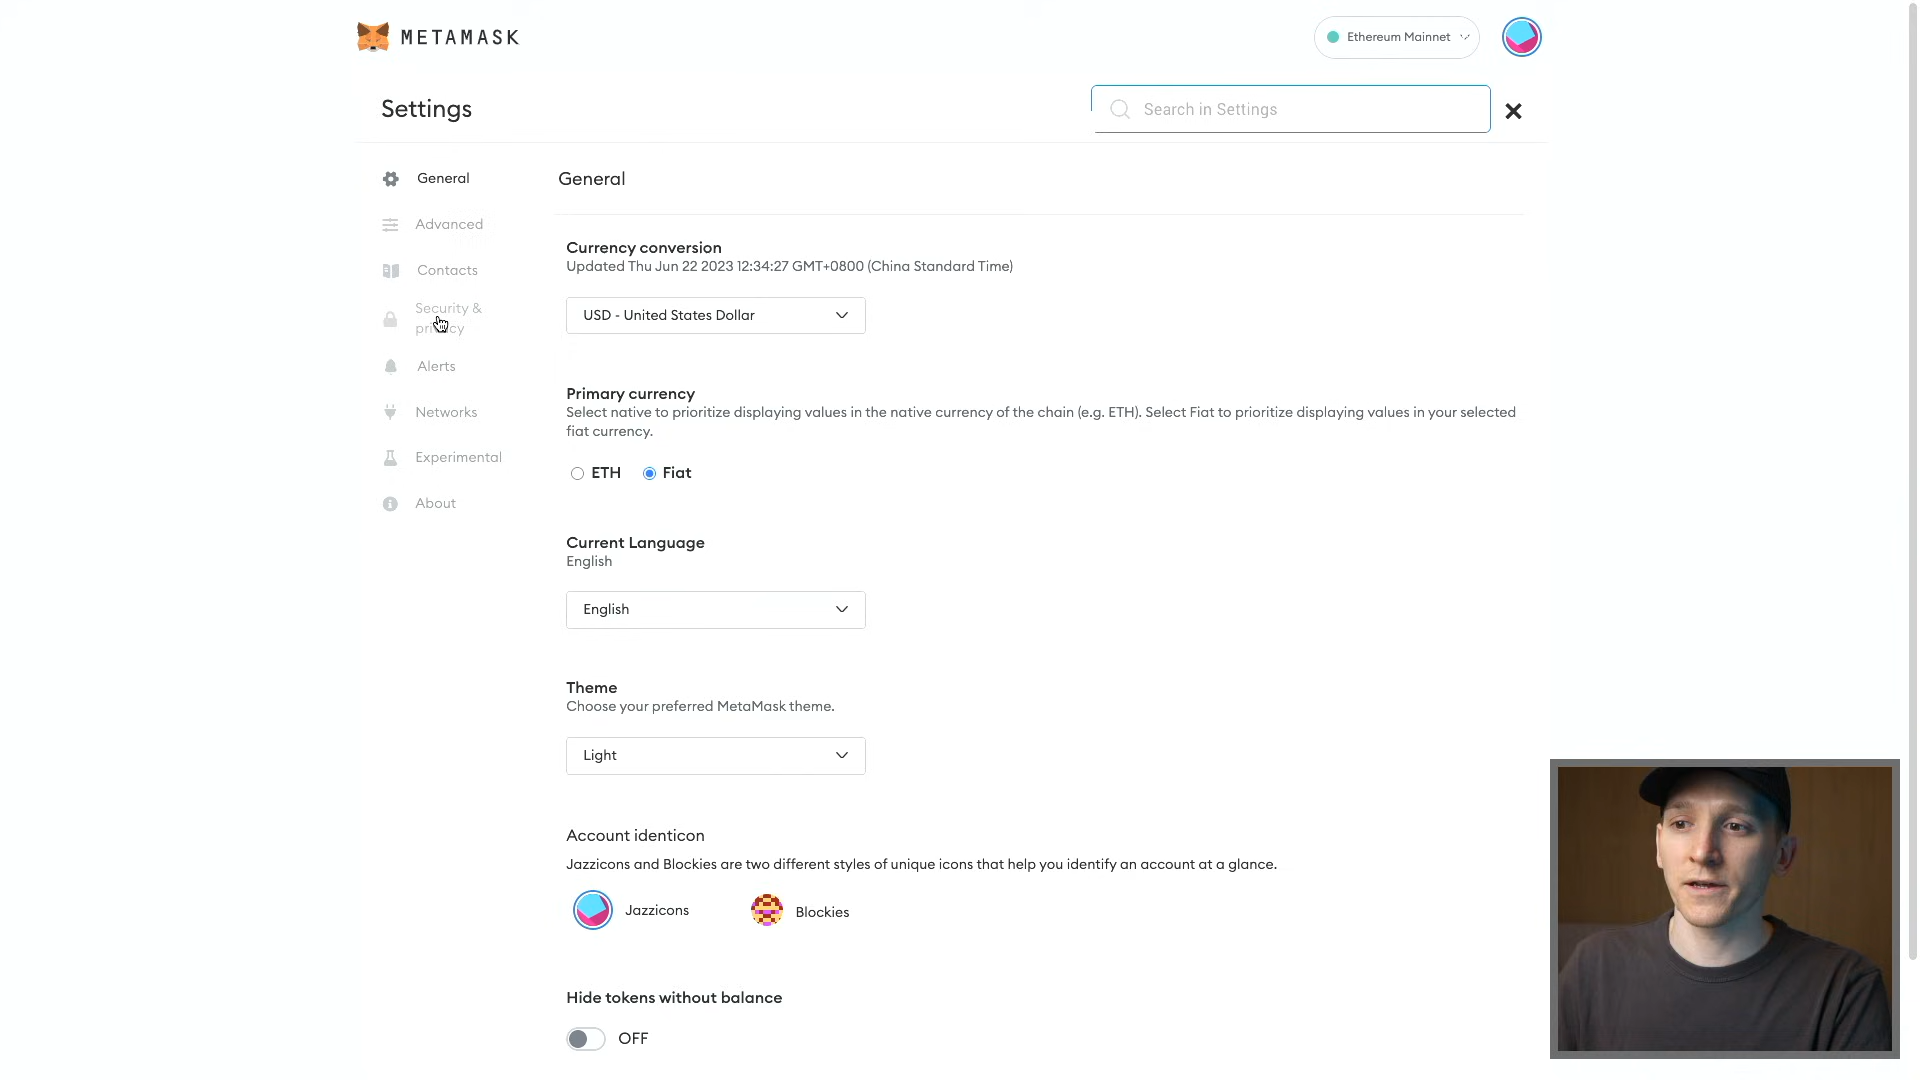 METAMASK
Ethereum Mainnet
Settings
Search in Settings
General
Advanced
Contacts
Security &
privacy
Alerts
Networks
Experimental
About
General
Currency conversion
Updated Thu Jun 22 2023 12:34:27 GMT+0800 (China Standard Time)
USD - United States Dollar
Primary currency
Select native to prioritize displaying values in the native currency of the chain (e.g. ETH). Select Fiat to prioritize displaying values in your selected
fiat currency.
ETH Fiat
Current Language
English
English
Theme
Choose your preferred MetaMask theme.
Light
Account identicon
Jazzicons and Blockies are two different styles of unique icons that help you identify an account at a glance.
Jazzicons Blockies
Hide tokens without balance
OFF